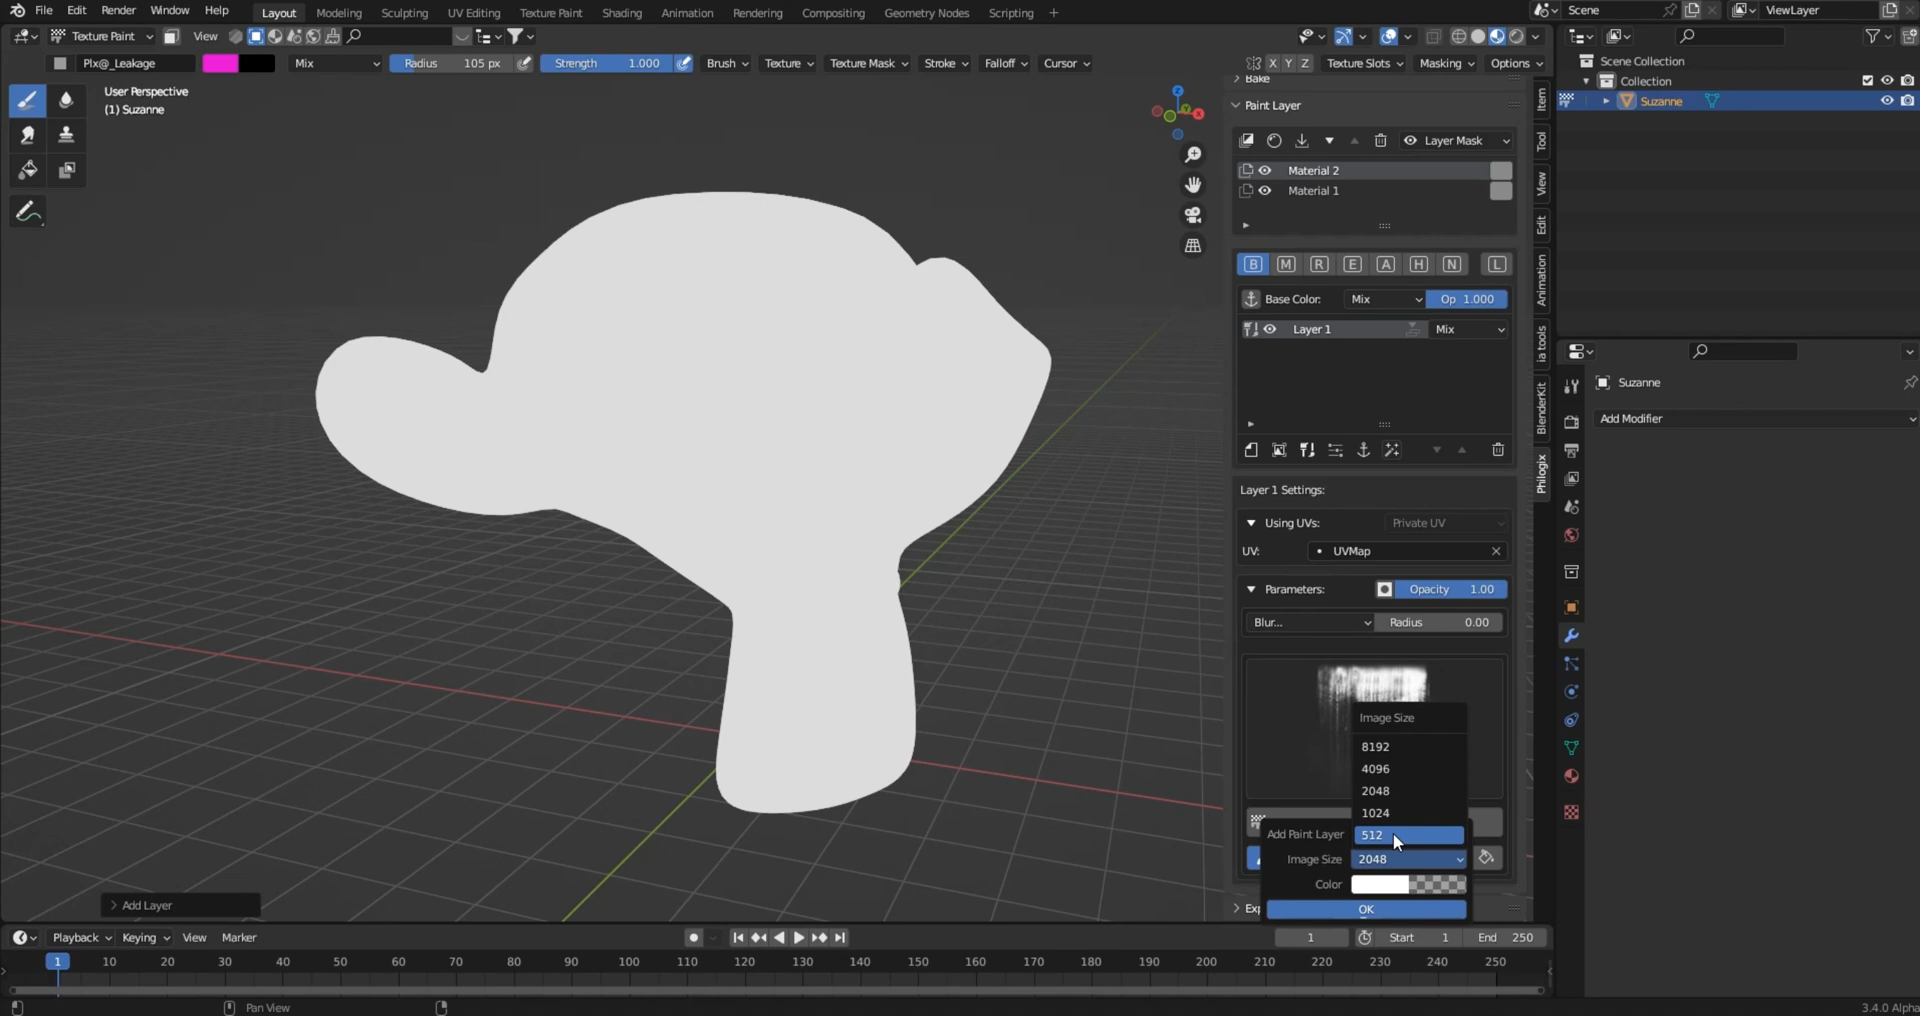 File Edit Render Window Help Layout Modeling Sculpting UV Editing Texture Paint Shading Animation Rendering Compositing Geometry Nodes Scripting + Scene ViewLayer
Texture Paint View
Plx@_Leakage Mix Radius 105 px Strength 1.000 Brush Texture Texture Mask Stroke Falloff Cursor X Y Z Texture Slots Masking Options
User Perspective
(1) Suzanne
Z
X
Y
Bake
Paint Layer
Layer Mask
Material 2
Material 1
B M R E A H N L
Base Color: Mix Op 1.000
Layer 1 Mix
Layer 1 Settings:
Using UVs: Private UV
UV: UVMap
Parameters: Opacity 1.00
Blur... Radius 0.00
Image Size
8192
4096
2048
1024
Add Paint Layer 512
Image Size 2048
Color
OK
Exp
Item
Tool
View
Edit
Animation
ia tools
BlenderKit
Philogix
Scene Collection
Collection
Suzanne
Suzanne
Add Modifier
Add Layer
Playback Keying View Marker 1 Start 1 End 250
1 10 20 30 40 50 60 70 80 90 100 110 120 130 140 150 160 170 180 190 200 210 220 230 240 250
Pan View 3.4.0 Alpha